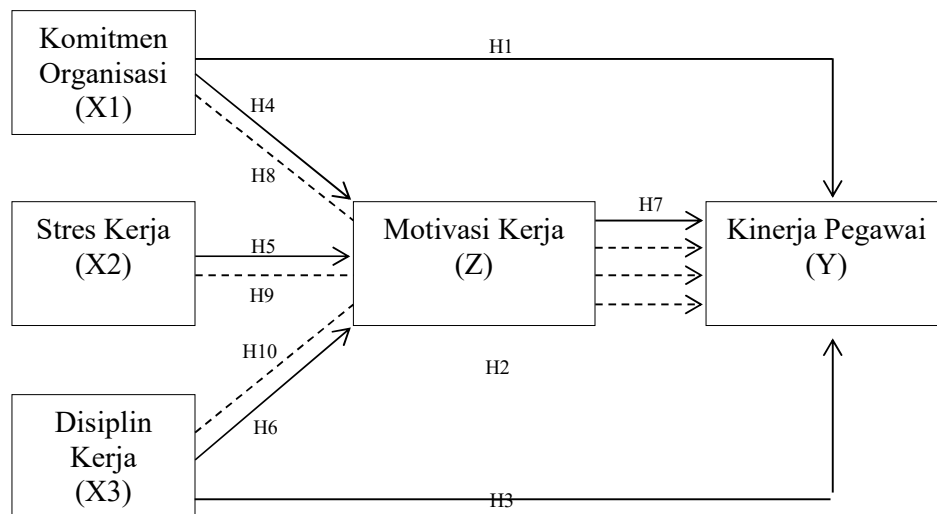 Komitmen
Organisasi
(X1)
H1
H4
H8
Stres Kerja
(X2)
H5
H9
Motivasi Kerja
(Z)
H7
Kinerja Pegawai
(Y)
H10
H2
H6
Disiplin
Kerja
(X3)
H3